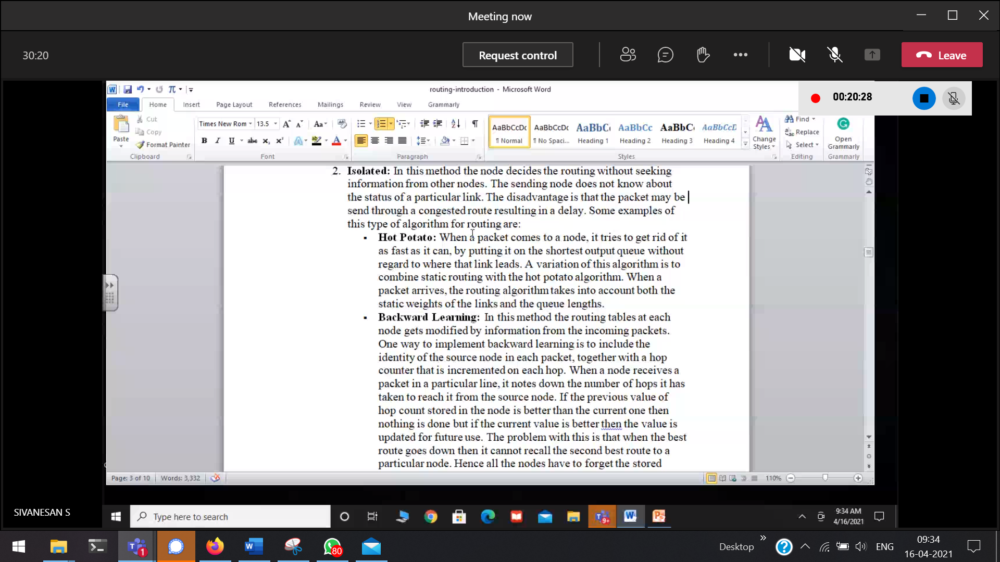 Meeting now
30:20
Request control
Leave
routing-introduction - Microsoft Word
00:20:28
File Home Insert Page Layout References Mailings Review View Grammarly
Paste
Cut
Copy
Format Painter
Clipboard
Times New Rom 13.5
Font
Paragraph
AaBbCcDc AaBbCcDc AaBbC AaBbCc AaBbC AaBbCcD
¶ Normal ¶ No Spaci... Heading 1 Heading 2 Heading 3 Heading 4
Change Styles
Styles
Find
Replace
Select
Editing
Open Grammarly
Grammarly
2. Isolated: In this method the node decides the routing without seeking
information from other nodes. The sending node does not know about
the status of a particular link. The disadvantage is that the packet may be
send through a congested route resulting in a delay. Some examples of
this type of algorithm for routing are:
▪ Hot Potato: When a packet comes to a node, it tries to get rid of it
as fast as it can, by putting it on the shortest output queue without
regard to where that link leads. A variation of this algorithm is to
combine static routing with the hot potato algorithm. When a
packet arrives, the routing algorithm takes into account both the
static weights of the links and the queue lengths.
▪ Backward Learning: In this method the routing tables at each
node gets modified by information from the incoming packets.
One way to implement backward learning is to include the
identity of the source node in each packet, together with a hop
counter that is incremented on each hop. When a node receives a
packet in a particular line, it notes down the number of hops it has
taken to reach it from the source node. If the previous value of
hop count stored in the node is better than the current one then
nothing is done but if the current value is better then the value is
updated for future use. The problem with this is that when the best
route goes down then it cannot recall the second best route to a
particular node. Hence all the nodes have to forget the stored
Page: 3 of 10 Words: 3,332
110%
SIVANESAN S
Type here to search
9+
9:34 AM
4/16/2021
1
80
Desktop
ENG
09:34
16-04-2021